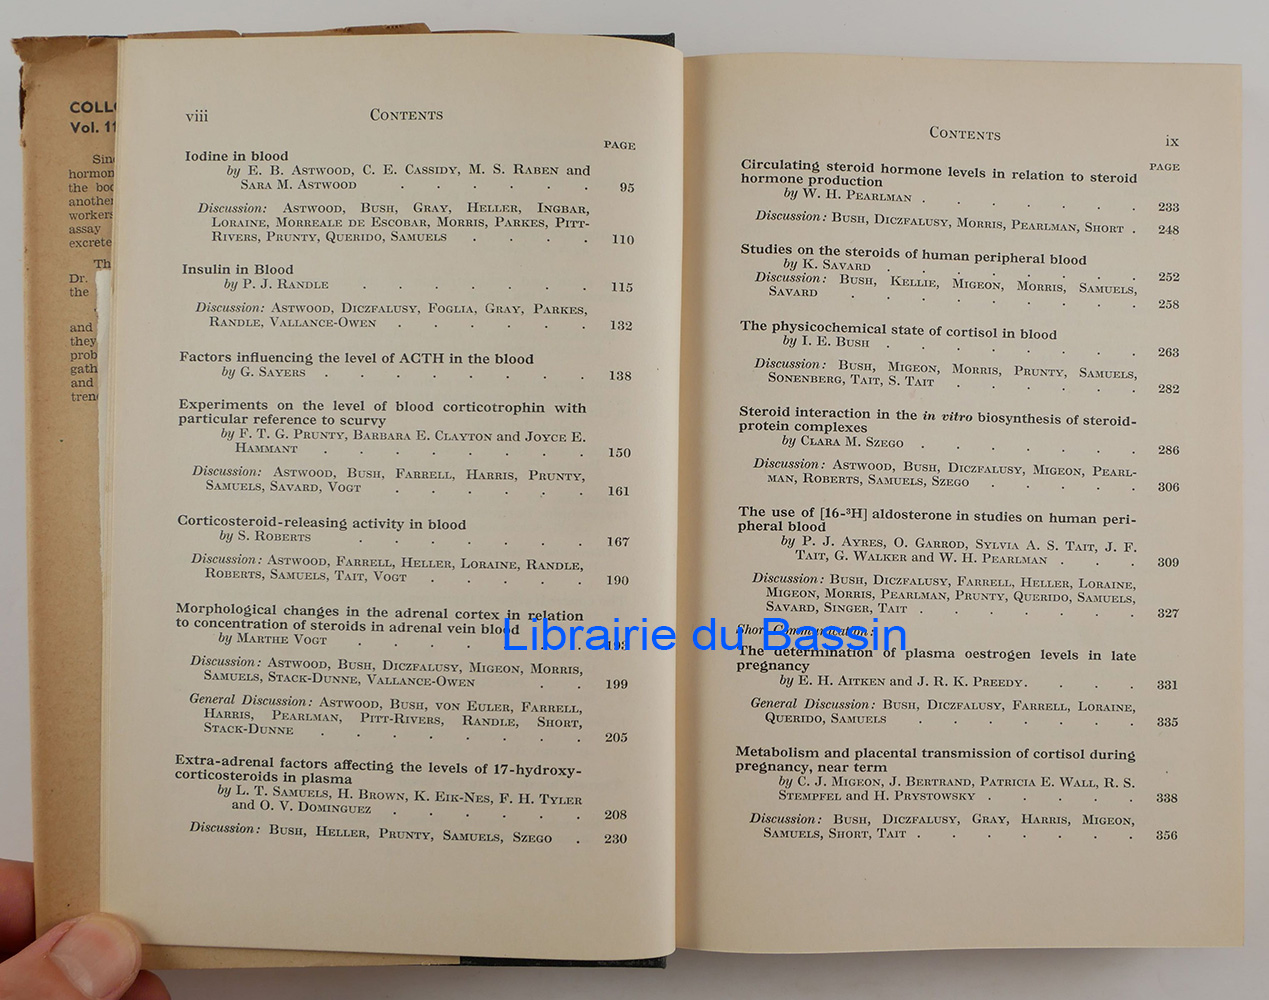 COLL
Vol. 11
Sin
hormon
the bod
another
workers
assay
excrete
Th
Dr.
the
and
they
prob
gath
and
tren
viii
CONTENTS
PAGE
Iodine in blood
by E. B. ASTWOOD, C. E. CASSIDY, M. S. RABEN and
SARA M. ASTWOOD . . . . . . 95
Discussion: ASTWOOD, BUSH, GRAY, HELLER, INGBAR,
LORAINE, MORREALE DE ESCOBAR, MORRIS, PARKES, PITT-
RIVERS, PRUNTY, QUERIDO, SAMUELS . . . . 110
Insulin in Blood
by P. J. RANDLE . . . . . . . 115
Discussion: ASTWOOD, DICZFALUSY, FOGLIA, GRAY, PARKES,
RANDLE, VALLANCE-OWEN . . . . . . 132
Factors influencing the level of ACTH in the blood
by G. SAYERS . . . . . . . . 138
Experiments on the level of blood corticotrophin with
particular reference to scurvy
by F. T. G. PRUNTY, BARBARA E. CLAYTON and JOYCE E.
HAMMANT . . . . . . . . 150
Discussion: ASTWOOD, BUSH, FARRELL, HARRIS, PRUNTY,
SAMUELS, SAVARD, VOGT . . . . . . 161
Corticosteroid-releasing activity in blood
by S. ROBERTS . . . . . . . 167
Discussion: ASTWOOD, FARRELL, HELLER, LORAINE, RANDLE,
ROBERTS, SAMUELS, TAIT, VOGT . . . . . 190
Morphological changes in the adrenal cortex in relation
to concentration of steroids in adrenal vein blood
by MARTHE VOGT . . . . . . . 193
Discussion: ASTWOOD, BUSH, DICZFALUSY, MIGEON, MORRIS,
SAMUELS, STACK-DUNNE, VALLANCE-OWEN . . 199
General Discussion: ASTWOOD, BUSH, VON EULER, FARRELL,
HARRIS, PEARLMAN, PITT-RIVERS, RANDLE, SHORT,
STACK-DUNNE . . . . . . . . 205
Extra-adrenal factors affecting the levels of 17-hydroxy-
corticosteroids in plasma
by L. T. SAMUELS, H. BROWN, K. EIK-NES, F. H. TYLER
and O. V. DOMINGUEZ . . . . . . 208
Discussion: BUSH, HELLER, PRUNTY, SAMUELS, SZEGO . 230
CONTENTS
ix
PAGE
Circulating steroid hormone levels in relation to steroid
hormone production
by W. H. PEARLMAN . . . . . . . 233
Discussion: BUSH, DICZFALUSY, MORRIS, PEARLMAN, SHORT . 248
Studies on the steroids of human peripheral blood
by K. SAVARD . . . . . . . . 252
Discussion: BUSH, KELLIE, MIGEON, MORRIS, SAMUELS,
SAVARD . . . . . . . . 258
The physicochemical state of cortisol in blood
by I. E. BUSH . . . . . . . . 263
Discussion: BUSH, MIGEON, MORRIS, PRUNTY, SAMUELS,
SONENBERG, TAIT, S. TAIT . . . . . 282
Steroid interaction in the in vitro biosynthesis of steroid-
protein complexes
by CLARA M. SZEGO . . . . . . . 286
Discussion: ASTWOOD, BUSH, DICZFALUSY, MIGEON, PEARL-
MAN, ROBERTS, SAMUELS, SZEGO . . . . . 306
The use of [16-³H] aldosterone in studies on human peri-
pheral blood
by P. J. AYRES, O. GARROD, SYLVIA A. S. TAIT, J. F.
TAIT, G. WALKER and W. H. PEARLMAN . . . 309
Discussion: BUSH, DICZFALUSY, FARRELL, HELLER, LORAINE,
MIGEON, MORRIS, PEARLMAN, PRUNTY, QUERIDO, SAMUELS,
SAVARD, SINGER, TAIT . . . . . . . 327
Short Communication:
The determination of plasma oestrogen levels in late
pregnancy
by E. H. AITKEN and J. R. K. PREEDY. . . . 331
General Discussion: BUSH, DICZFALUSY, FARRELL, LORAINE,
QUERIDO, SAMUELS . . . . . . . 335
Metabolism and placental transmission of cortisol during
pregnancy, near term
by C. J. MIGEON, J. BERTRAND, PATRICIA E. WALL, R. S.
STEMPFEL and H. PRYSTOWSKY . . . . . 338
Discussion: BUSH, DICZFALUSY, GRAY, HARRIS, MIGEON,
SAMUELS, SHORT, TAIT . . . . . . . 356
Librairie du Bassin